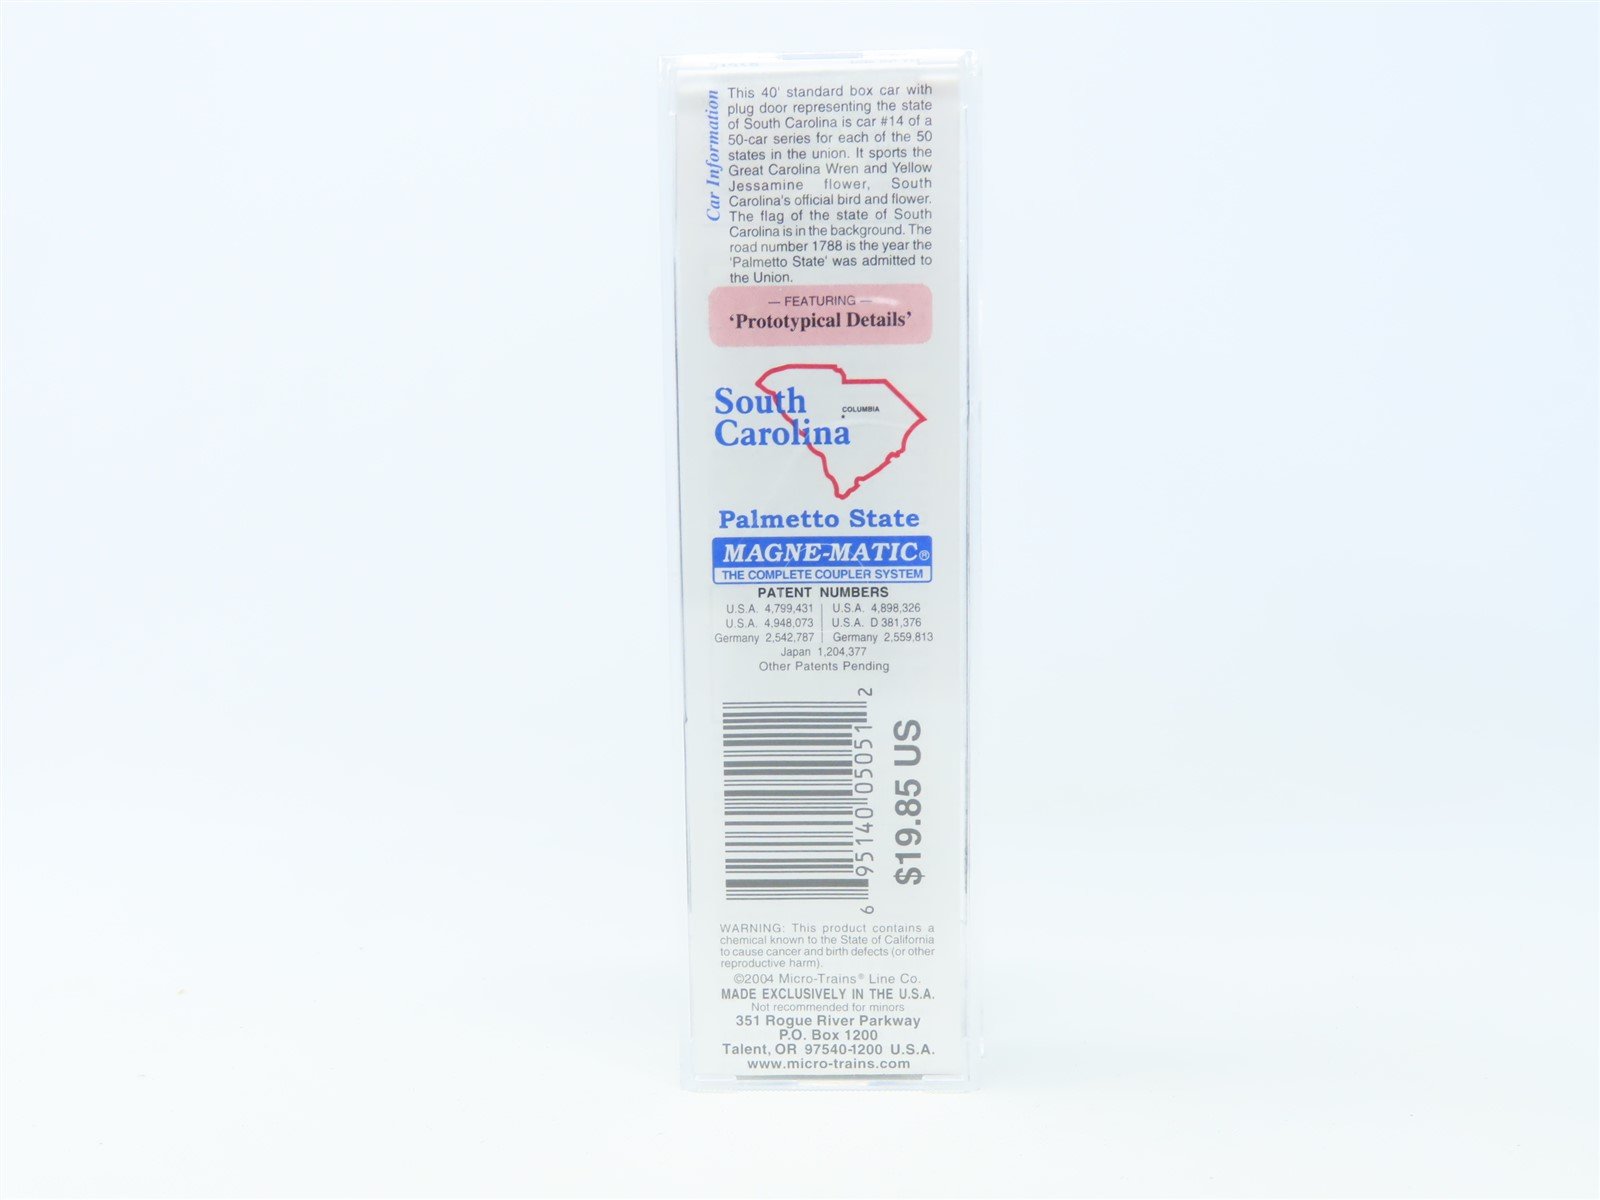 Car Information
This 40' standard box car with
plug door representing the state
of South Carolina is car #14 of a
50-car series for each of the 50
states in the union. It sports the
Great Carolina Wren and Yellow
Jessamine flower, South
Carolina's official bird and flower.
The flag of the state of South
Carolina is in the background. The
road number 1788 is the year the
'Palmetto State' was admitted to
the Union.
— FEATURING —
'Prototypical Details'
South
Carolina
COLUMBIA
Palmetto State
MAGNE-MATIC®
THE COMPLETE COUPLER SYSTEM
PATENT NUMBERS
U.S.A. 4,799,431 | U.S.A. 4,898,326
U.S.A. 4,948,073 | U.S.A. D 381,376
Germany 2,542,787 | Germany 2,559,813
Japan 1,204,377
Other Patents Pending
6 95140 05051 2
$19.85 US
WARNING: This product contains a
chemical known to the State of California
to cause cancer and birth defects (or other
reproductive harm).
©2004 Micro-Trains® Line Co.
MADE EXCLUSIVELY IN THE U.S.A.
Not recommended for minors
351 Rogue River Parkway
P.O. Box 1200
Talent, OR 97540-1200 U.S.A.
www.micro-trains.com